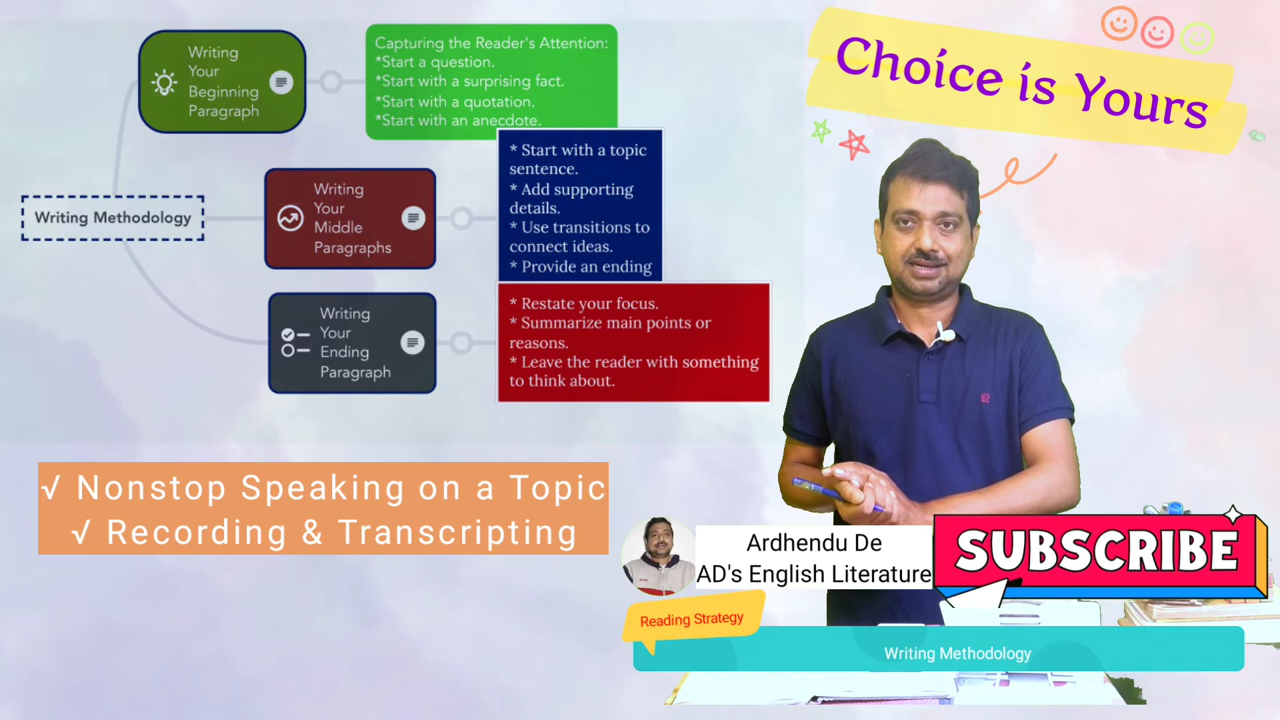 Writing
Your
Beginning
Paragraph
Capturing the Reader's Attention:
*Start a question.
*Start with a surprising fact.
*Start with a quotation.
*Start with an anecdote.
Writing Methodology
Writing
Your
Middle
Paragraphs
* Start with a topic
sentence.
* Add supporting
details.
* Use transitions to
connect ideas.
* Provide an ending
Writing
Your
Ending
Paragraph
* Restate your focus.
* Summarize main points or
reasons.
* Leave the reader with something
to think about.
√ Nonstop Speaking on a Topic
√ Recording & Transcripting
Choice is Yours
Ardhendu De
AD's English Literature
SUBSCRIBE
Reading Strategy
Writing Methodology